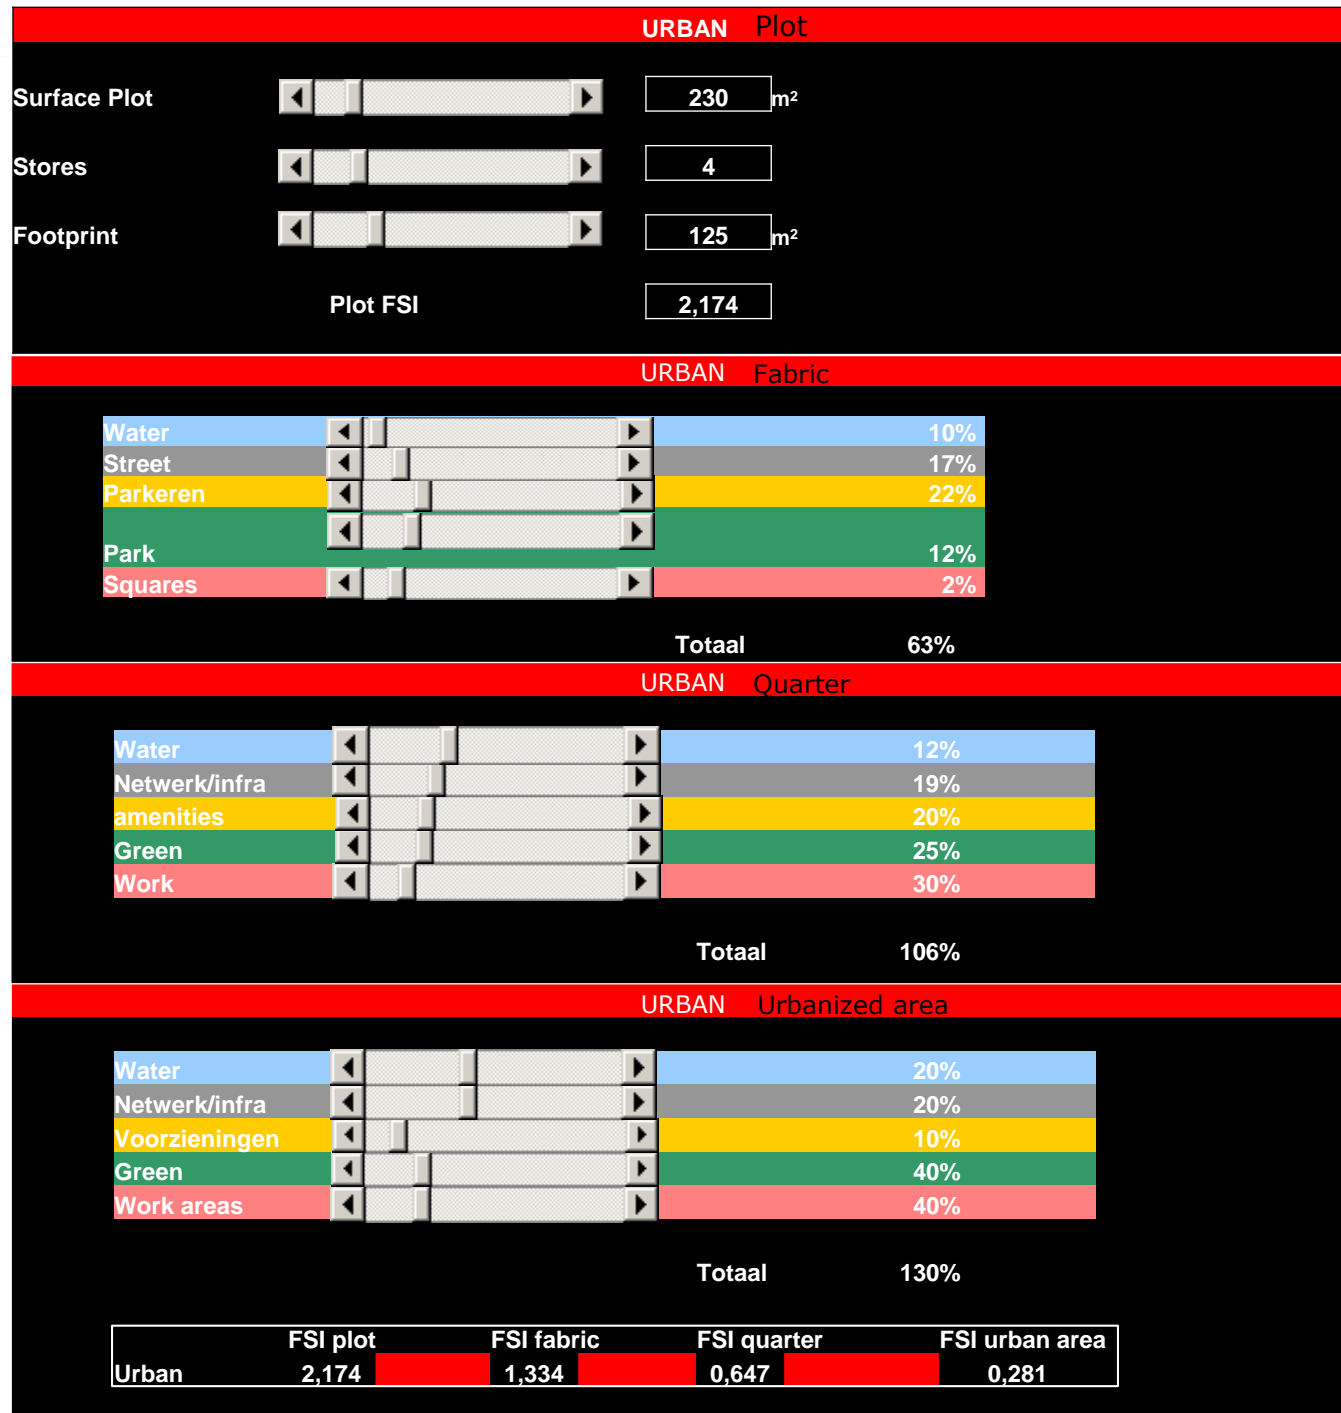 URBAN Plot
Surface Plot 230 m²
Stores 4
Footprint 125 m²
Plot FSI 2,174
URBAN Fabric
Water 10%
Street 17%
Parkeren 22%
Park 12%
Squares 2%
Totaal 63%
URBAN Quarter
Water 12%
Netwerk/infra 19%
amenities 20%
Green 25%
Work 30%
Totaal 106%
URBAN Urbanized area
Water 20%
Netwerk/infra 20%
Voorzieningen 10%
Green 40%
Work areas 40%
Totaal 130%
FSI plot FSI fabric FSI quarter FSI urban area
Urban 2,174 1,334 0,647 0,281